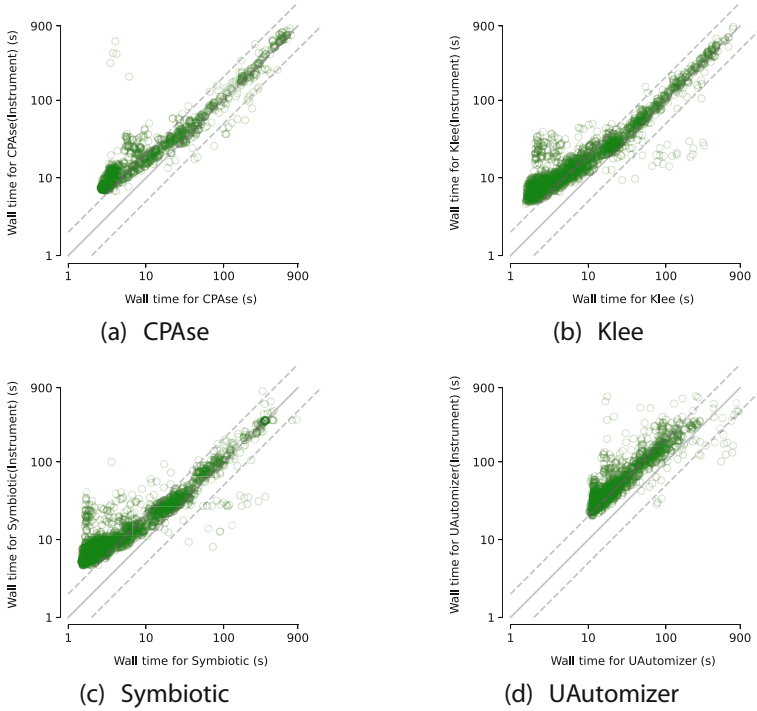 Wall time for CPAse(Instrument) (s)
900
100
10
1
1 10 100 900
Wall time for CPAse (s)
(a) CPAse
Wall time for Klee(Instrument) (s)
900
100
10
1
1 10 100 900
Wall time for Klee (s)
(b) Klee
Wall time for Symbiotic(Instrument) (s)
900
100
10
1
1 10 100 900
Wall time for Symbiotic (s)
(c) Symbiotic
Wall time for UAutomizer(Instrument) (s)
900
100
10
1
1 10 100 900
Wall time for UAutomizer (s)
(d) UAutomizer